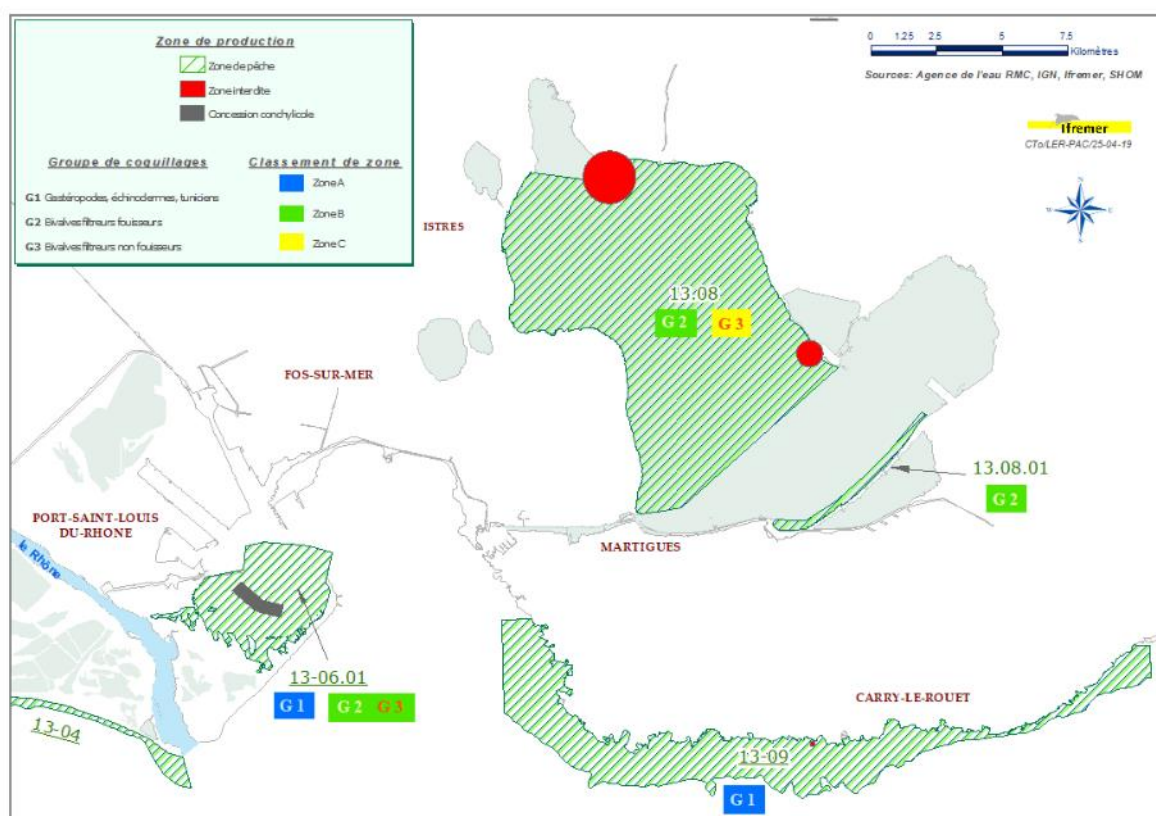 Zone de production
Zone de pêche
Zone interdite
Concession conchylicole
Groupe de coquillages
Classement de zone
G1 Gastéropodes, échinodermes, tuniciens
G2 Bivalves filtreurs fouisseurs
G3 Bivalves filtreurs non fouisseurs
Zone A
Zone B
Zone C
0 1.25 2.5 5 7.5
Kilomètres
Sources: Agence de l'eau RMC, IGN, Ifremer, SHOM
Ifremer
CTo/LER-PAC/25-04-19
N
W E
S
ISTRES
13.08
G 2 G 3
FOS-SUR-MER
13.08.01
G 2
PORT-SAINT-LOUIS
DU-RHONE
MARTIGUES
le Rhône
13-06.01
G 1 G 2 G 3
CARRY-LE-ROUET
13-04
13-09
G 1